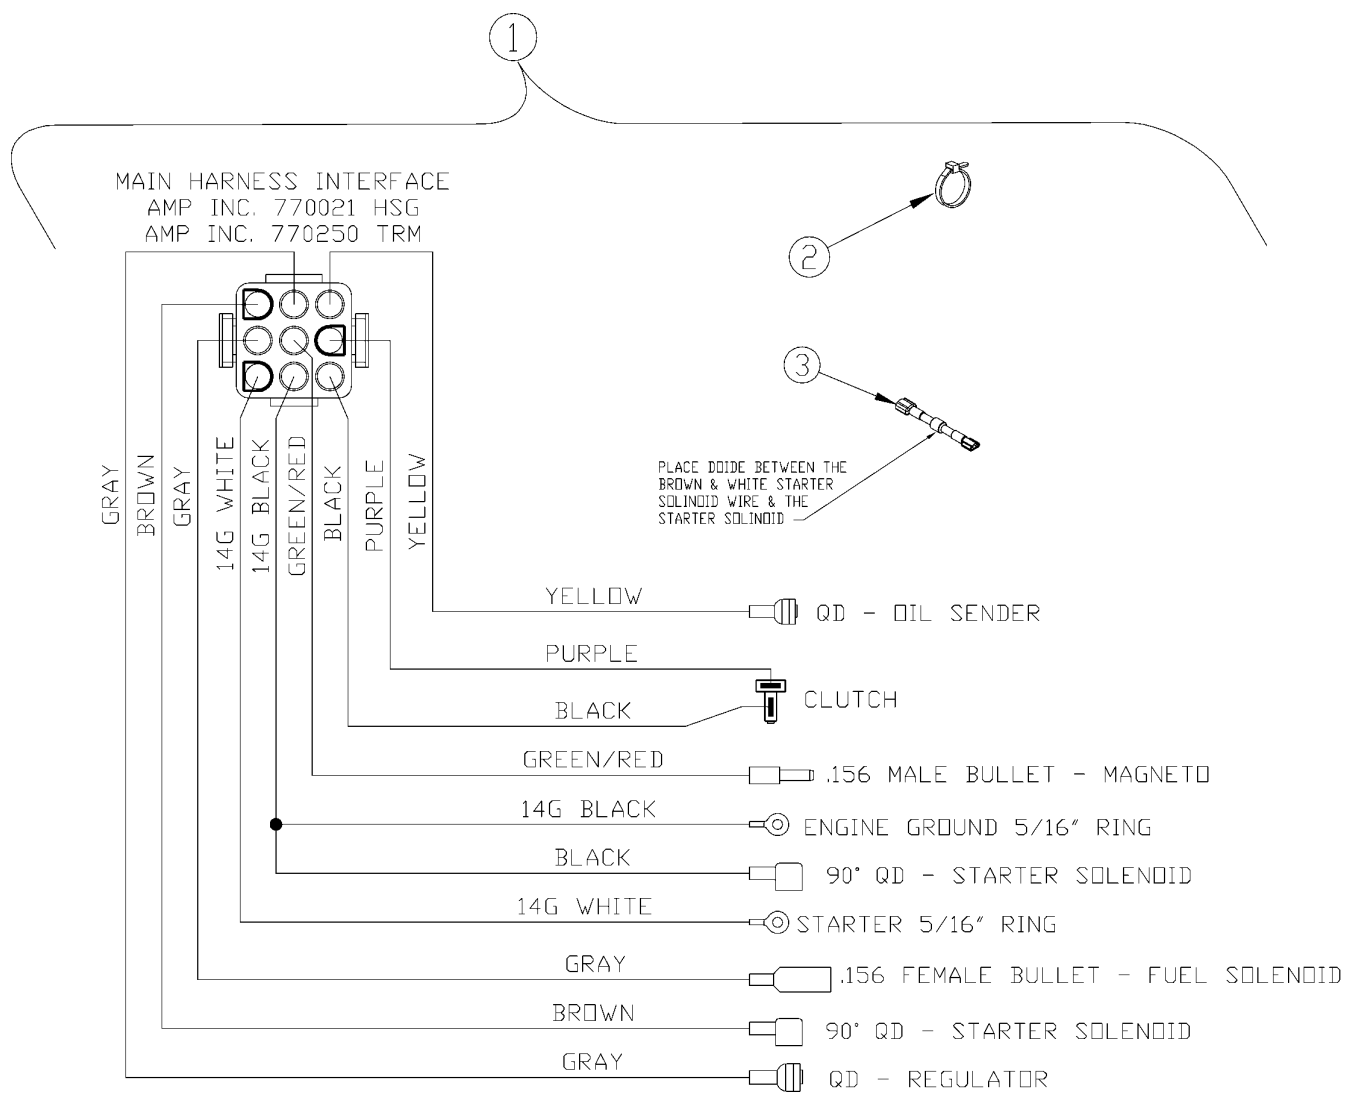 1
MAIN HARNESS INTERFACE
AMP INC. 770021 HSG
AMP INC. 770250 TRM
2
3
PLACE DOIDE BETWEEN THE
BROWN & WHITE STARTER
SOLINOID WIRE & THE
STARTER SOLINOID
GRAY
BROWN
GRAY
14G WHITE
14G BLACK
GREEN/RED
BLACK
PURPLE
YELLOW
YELLOW
QD - OIL SENDER
PURPLE
CLUTCH
BLACK
GREEN/RED
.156 MALE BULLET - MAGNETO
14G BLACK
ENGINE GROUND 5/16" RING
BLACK
90° QD - STARTER SOLENOID
14G WHITE
STARTER 5/16" RING
GRAY
.156 FEMALE BULLET - FUEL SOLENOID
BROWN
90° QD - STARTER SOLENOID
GRAY
QD - REGULATOR